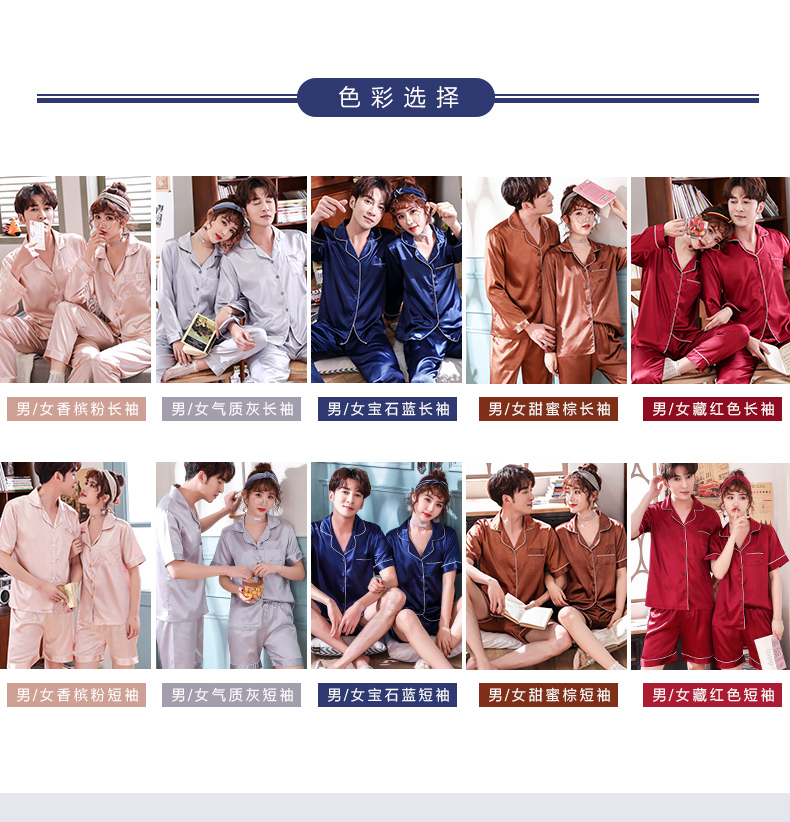 色彩选择
男/女香槟粉长袖
男/女气质灰长袖
男/女宝石蓝长袖
男/女甜蜜棕长袖
男/女藏红色长袖
男/女香槟粉短袖
男/女气质灰短袖
男/女宝石蓝短袖
男/女甜蜜棕短袖
男/女藏红色短袖